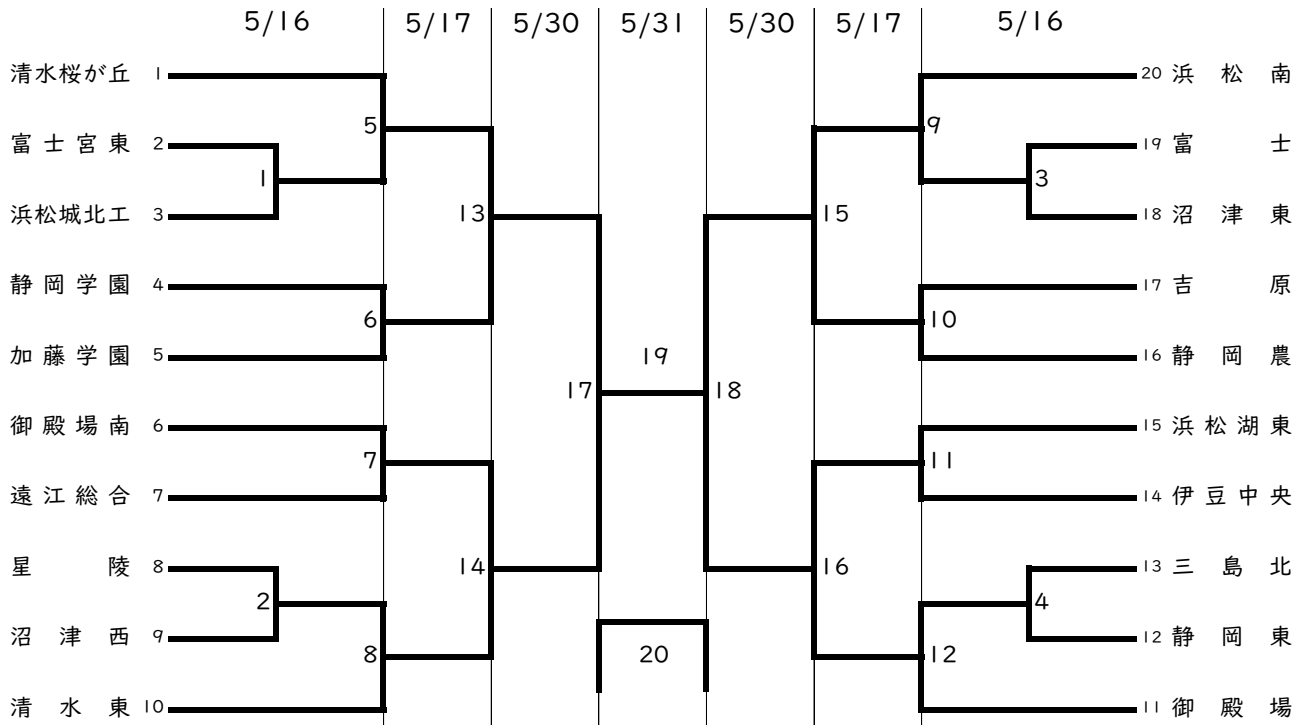 5/16 5/17 5/30 5/31 5/30 5/17 5/16
清水桜が丘 1 20 浜松南
5 9
富士宮東 2 19 富士
1 3
浜松城北工 3 13 15 18 沼津東
静岡学園 4 17 吉原
6 10
加藤学園 5 19 16 静岡農
17 18
御殿場南 6 15 浜松湖東
7 11
遠江総合 7 14 伊豆中央
星陵 8 14 16 13 三島北
2 4
沼津西 9 12 静岡東
8 20 12
清水東 10 11 御殿場